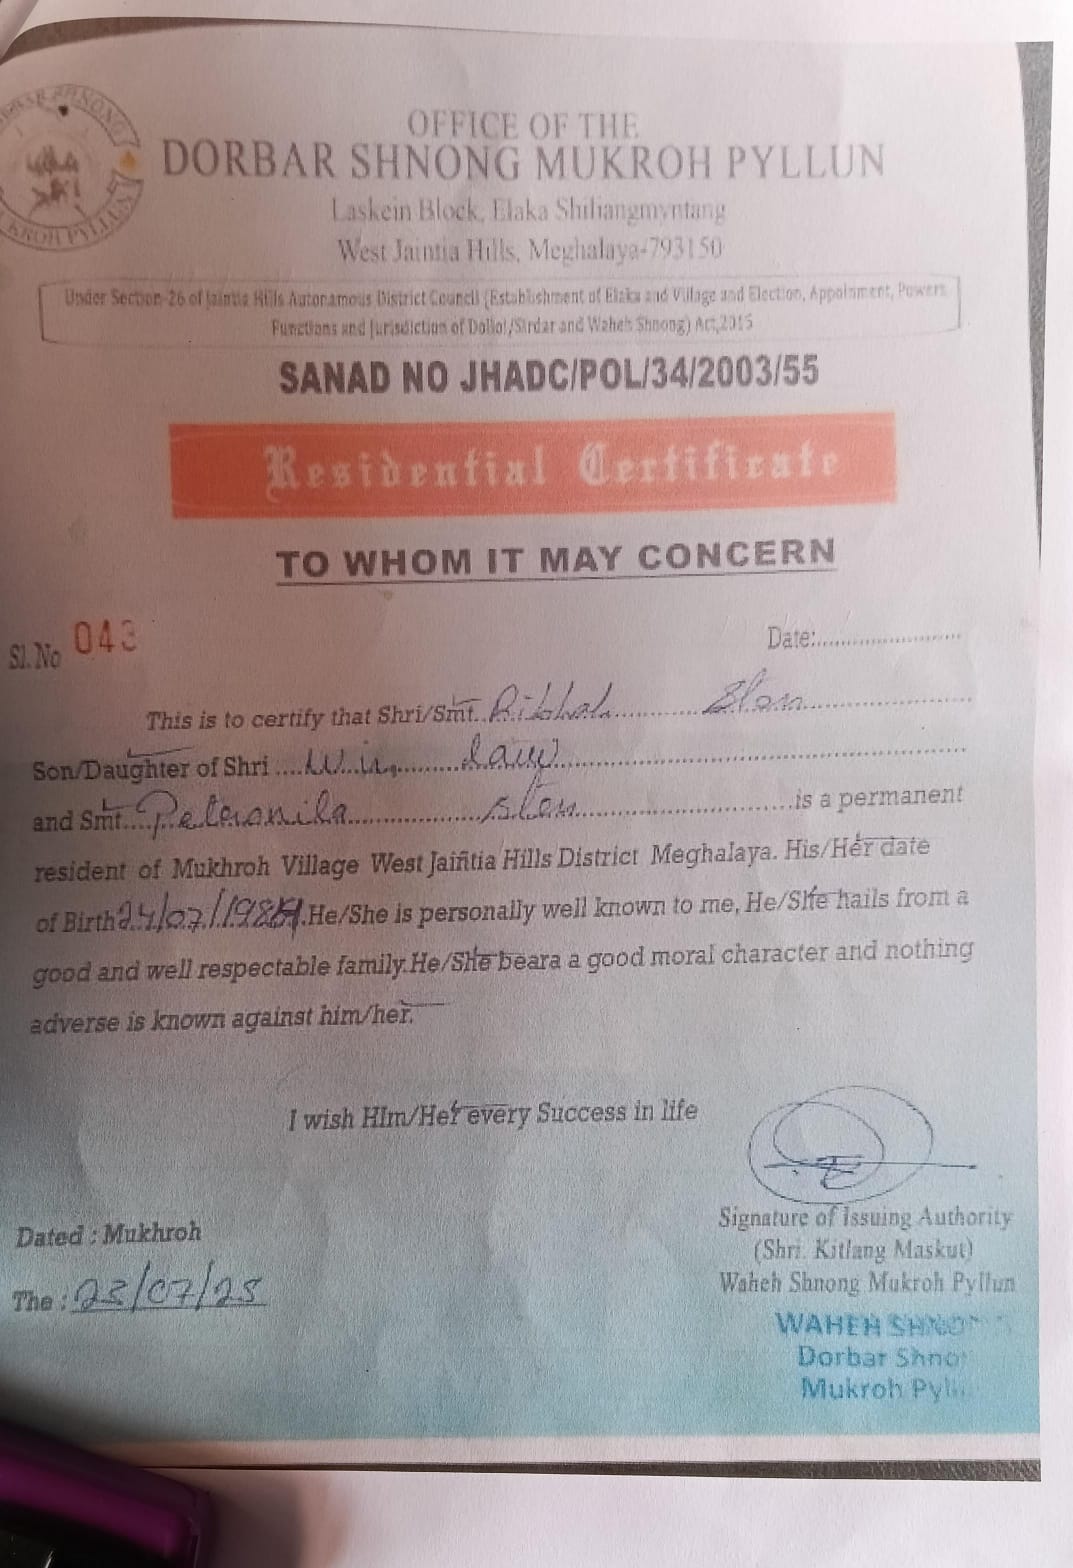 OFFICE OF THE
DORBAR SHNONG MUKROH PYLLUN
Laskein Block, Elaka Shiliangmyntang
West Jaintia Hills, Meghalaya-793150
Under Section-26 of Jaintia Hills Autonamous District Council (Establishment of Elaka and Village and Election, Appointment, Powers
Functions and Jurisdiction of Dolloi/Sirdar and Waheh Shnong) Act,2015
SANAD NO JHADC/POL/34/2003/55
Residential Certificate
TO WHOM IT MAY CONCERN
Sl. No 043
Date:
This is to certify that Shri/Smt.
Son/Daughter of Shri
and Smt. is a permanent
resident of Mukhroh Village West Jaintia Hills District Meghalaya. His/Her date
of Birth He/She is personally well known to me, He/She hails from a
good and well respectable family.He/She beara a good moral character and nothing
adverse is known against him/her.
I wish HIm/Her every Success in life
Signature of Issuing Authority
(Shri. Kitlang Maskut)
Waheh Shnong Mukroh Pyllun
Dated : Mukhroh
The : 23/07/25
WAHEH
Dorbar
Mukroh